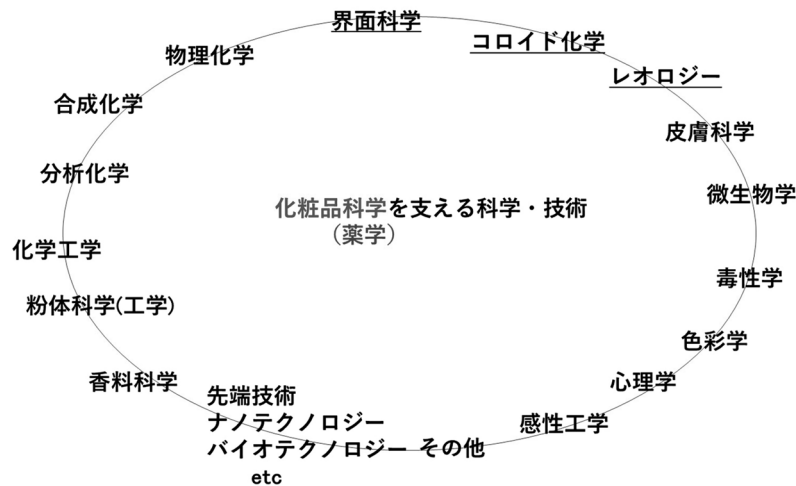 界面科学
コロイド化学
レオロジー
皮膚科学
微生物学
毒性学
色彩学
心理学
感性工学
その他
先端技術
ナノテクノロジー
バイオテクノロジー
etc
香料科学
粉体科学(工学)
化学工学
分析化学
合成化学
物理化学
化粧品科学を支える科学・技術
（薬学）